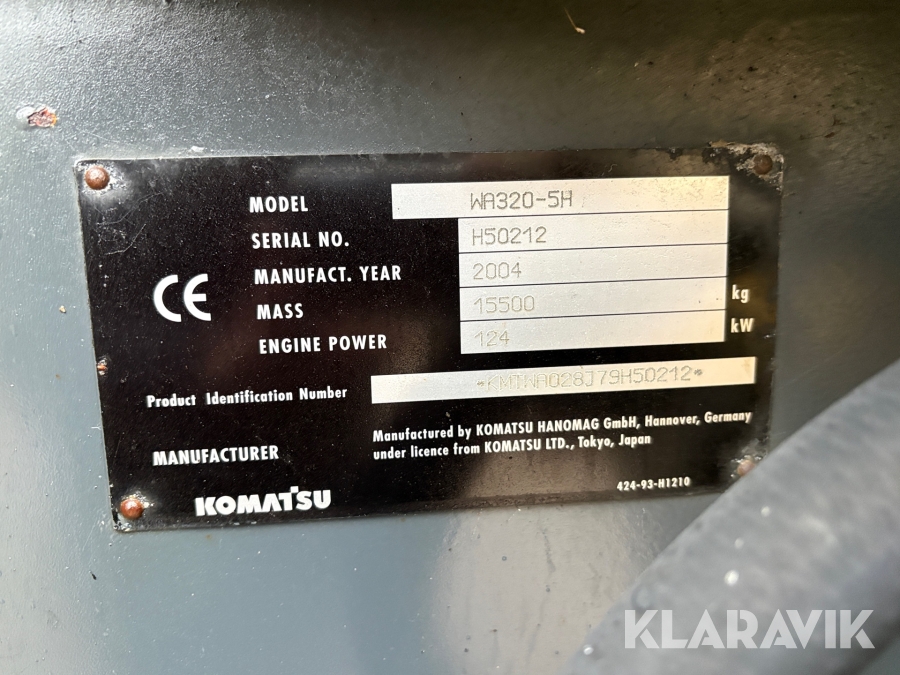 MODEL WA320-5H
SERIAL NO. H50212
MANUFACT. YEAR 2004
MASS 15500 kg
ENGINE POWER 124 kW
CE
Product Identification Number *KMTWA028J79H50212*
MANUFACTURER
Manufactured by KOMATSU HANOMAG GmbH, Hannover, Germany
under licence from KOMATSU LTD., Tokyo, Japan
KOMATSU
424-93-H1210
KLARAVIK